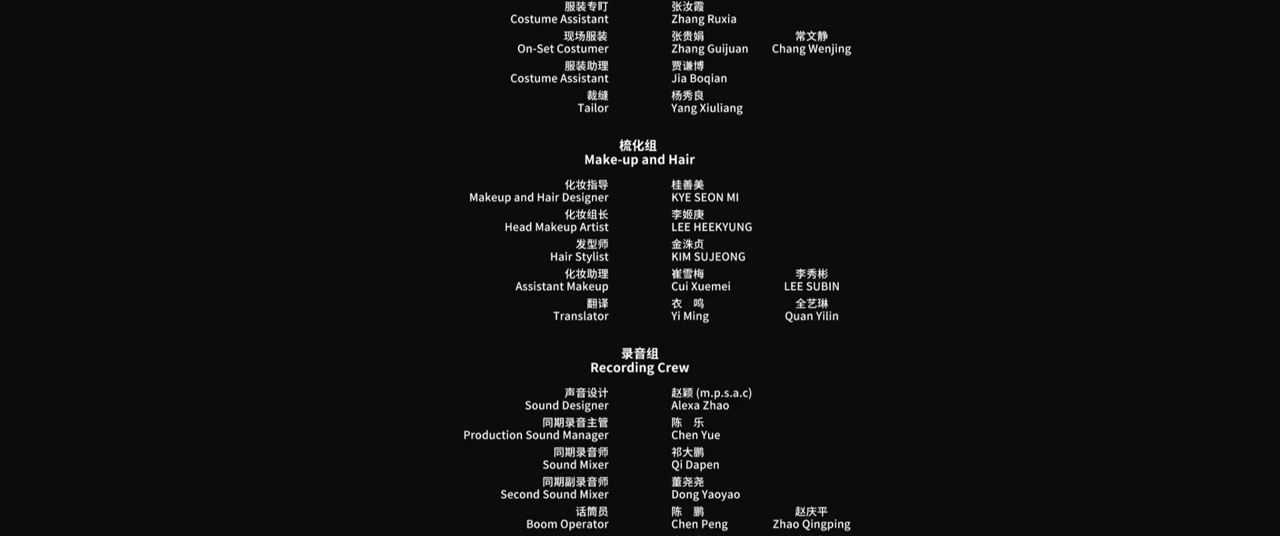 服装专盯 张汝霞
Costume Assistant Zhang Ruxia
现场服装 张贵娟 常文静
On-Set Costumer Zhang Guijuan Chang Wenjing
服装助理 贾谦博
Costume Assistant Jia Boqian
裁缝 杨秀良
Tailor Yang Xiuliang
梳化组
Make-up and Hair
化妆指导 桂善美
Makeup and Hair Designer KYE SEON MI
化妆组长 李姬庚
Head Makeup Artist LEE HEEKYUNG
发型师 金洙贞
Hair Stylist KIM SUJEONG
化妆助理 崔雪梅 李秀彬
Assistant Makeup Cui Xuemei LEE SUBIN
翻译 衣 鸣 全艺琳
Translator Yi Ming Quan Yilin
录音组
Recording Crew
声音设计 赵颖 (m.p.s.a.c)
Sound Designer Alexa Zhao
同期录音主管 陈 乐
Production Sound Manager Chen Yue
同期录音师 祁大鹏
Sound Mixer Qi Dapen
同期副录音师 董尧尧
Second Sound Mixer Dong Yaoyao
话筒员 陈 鹏 赵庆平
Boom Operator Chen Peng Zhao Qingping